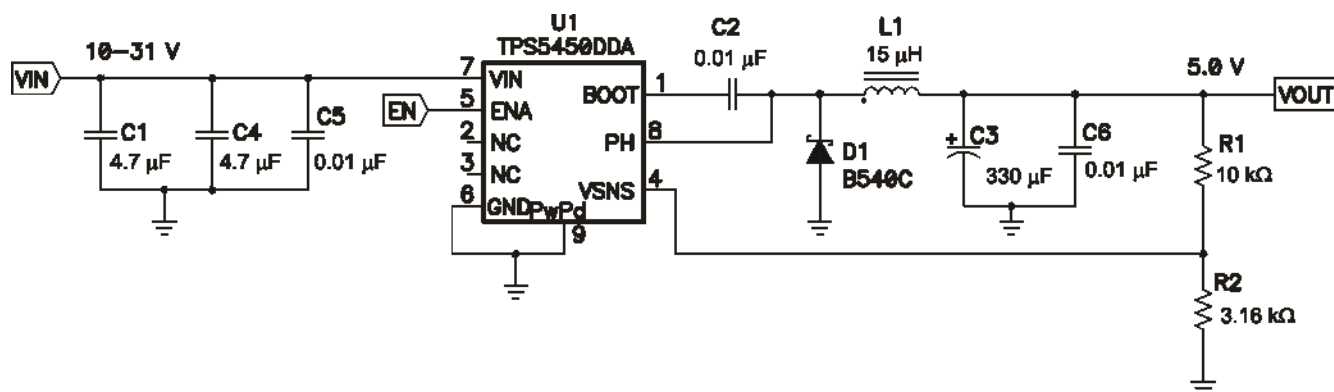 U1
TPS5450DDA
10-31 V
VIN
C1
4.7 μF
C4
4.7 μF
C5
0.01 μF
EN
7
VIN
5
ENA
2
NC
3
NC
6
GND
PwPd
9
BOOT
1
PH
8
VSNS
4
C2
0.01 μF
L1
15 μH
D1
B540C
C3
+
330 μF
C6
0.01 μF
5.0 V
VOUT
R1
10 kΩ
R2
3.16 kΩ